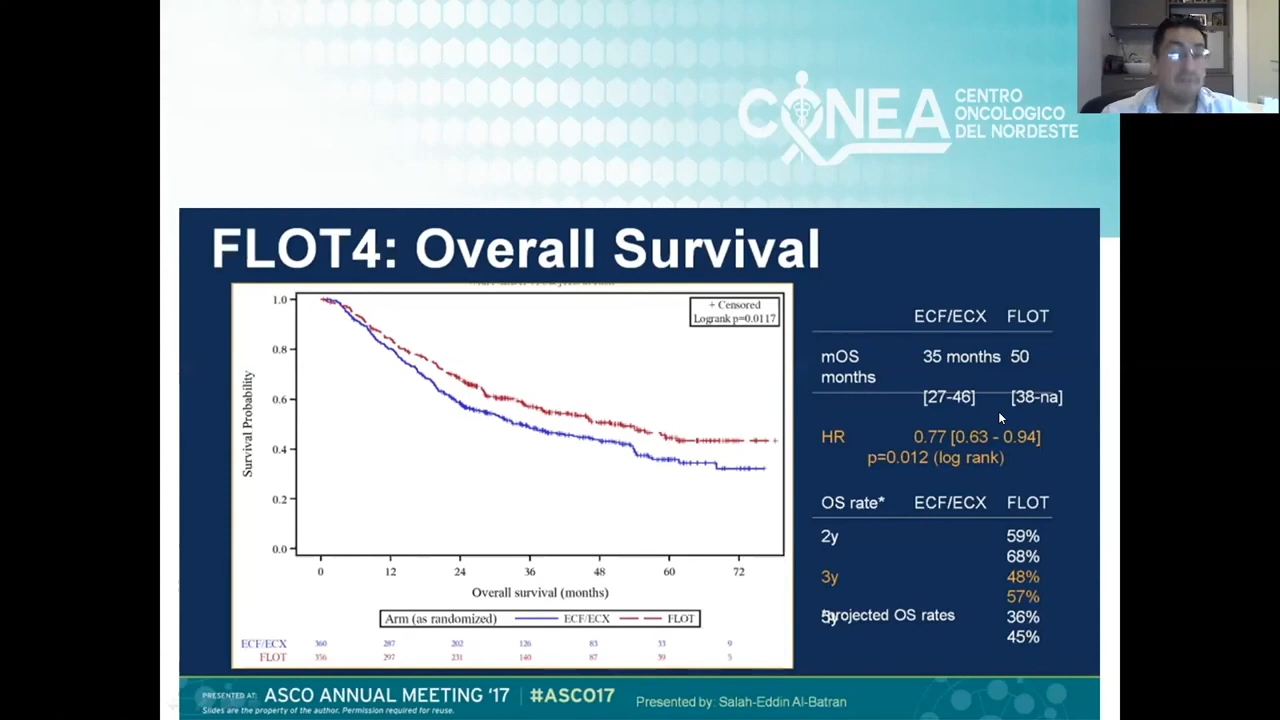 CONEA
CENTRO
ONCOLOGICO
DEL NORDESTE
FLOT4: Overall Survival
+ Censored
Logrank p=0.0117
1.0
0.8
0.6
0.4
0.2
0.0
Survival Probability
0 12 24 36 48 60 72
Overall survival (months)
Arm (as randomized) ECF/ECX FLOT
ECF/ECX 360 287 202 126 83 33 9
FLOT 356 297 231 140 87 39 5
ECF/ECX FLOT
mOS 35 months 50
months
[27-46] [38-na]
HR 0.77 [0.63 - 0.94]
p=0.012 (log rank)
OS rate* ECF/ECX FLOT
2y 59%
68%
3y 48%
57%
5y 36%
*projected OS rates
45%
PRESENTED AT: ASCO ANNUAL MEETING '17 #ASCO17 Presented by: Salah-Eddin Al-Batran
Slides are the property of the author. Permission required for reuse.